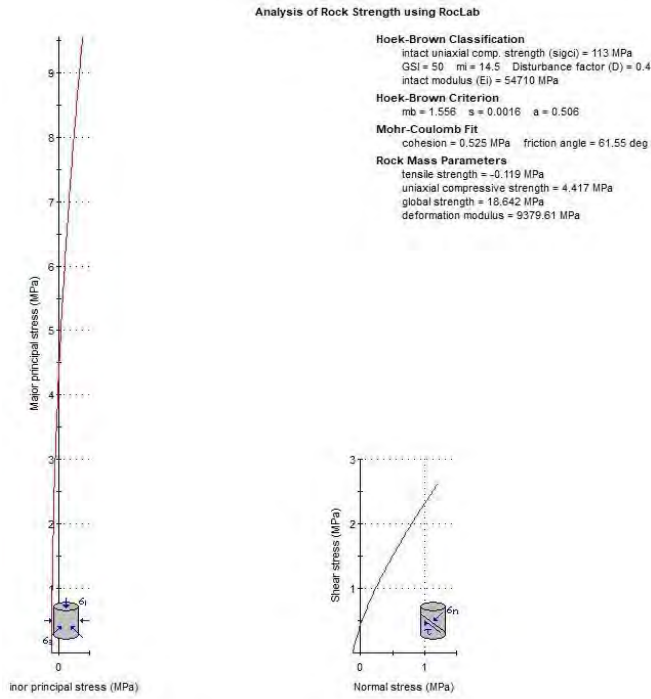 Analysis of Rock Strength using RocLab
Hoek-Brown Classification
intact uniaxial comp. strength (sigci) = 113 MPa
GSI = 50 mi = 14.5 Disturbance factor (D) = 0.4
intact modulus (Ei) = 54710 MPa
Hoek-Brown Criterion
mb = 1.556 s = 0.0016 a = 0.506
Mohr-Coulomb Fit
cohesion = 0.525 MPa friction angle = 61.55 deg
Rock Mass Parameters
tensile strength = -0.119 MPa
uniaxial compressive strength = 4.417 MPa
global strength = 18.642 MPa
deformation modulus = 9379.61 MPa
Major principal stress (MPa)
9
8
7
6
5
4
3
2
1
0
inor principal stress (MPa)
σ1
σ3
Shear stress (MPa)
3
2
1
0 1
Normal stress (MPa)
σn
τ